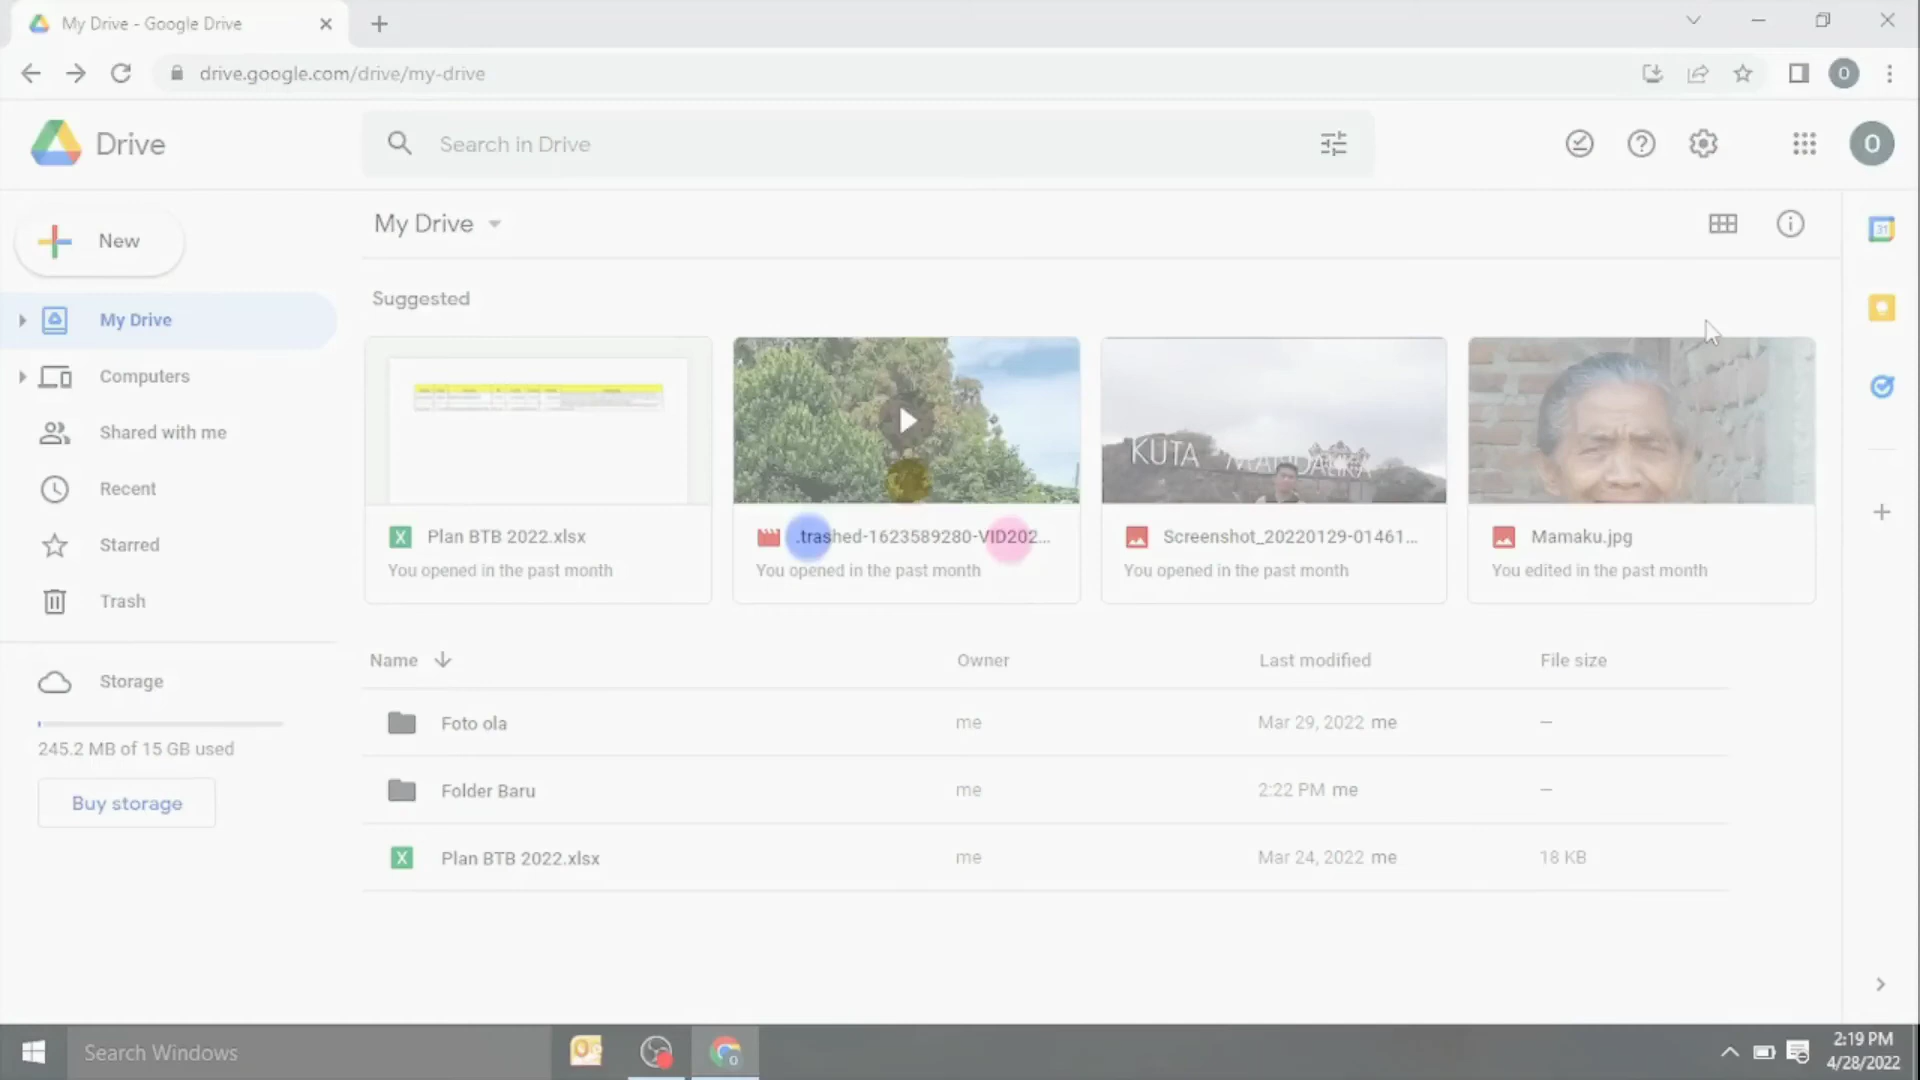 My Drive - Google Drive
drive.google.com/drive/my-drive
O
Drive
Search in Drive
O
New
My Drive
31
Suggested
My Drive
Computers
Shared with me
Recent
Starred
Trash
KUTA MANDALIKA
X Plan BTB 2022.xlsx
You opened in the past month
.trashed-1623589280-VID202...
You opened in the past month
Screenshot_20220129-01461...
You opened in the past month
Mamaku.jpg
You edited in the past month
Storage
245.2 MB of 15 GB used
Buy storage
Name Owner Last modified File size
Foto ola me Mar 29, 2022 me –
Folder Baru me 2:22 PM me –
X Plan BTB 2022.xlsx me Mar 24, 2022 me 18 KB
Search Windows
2:19 PM
4/28/2022